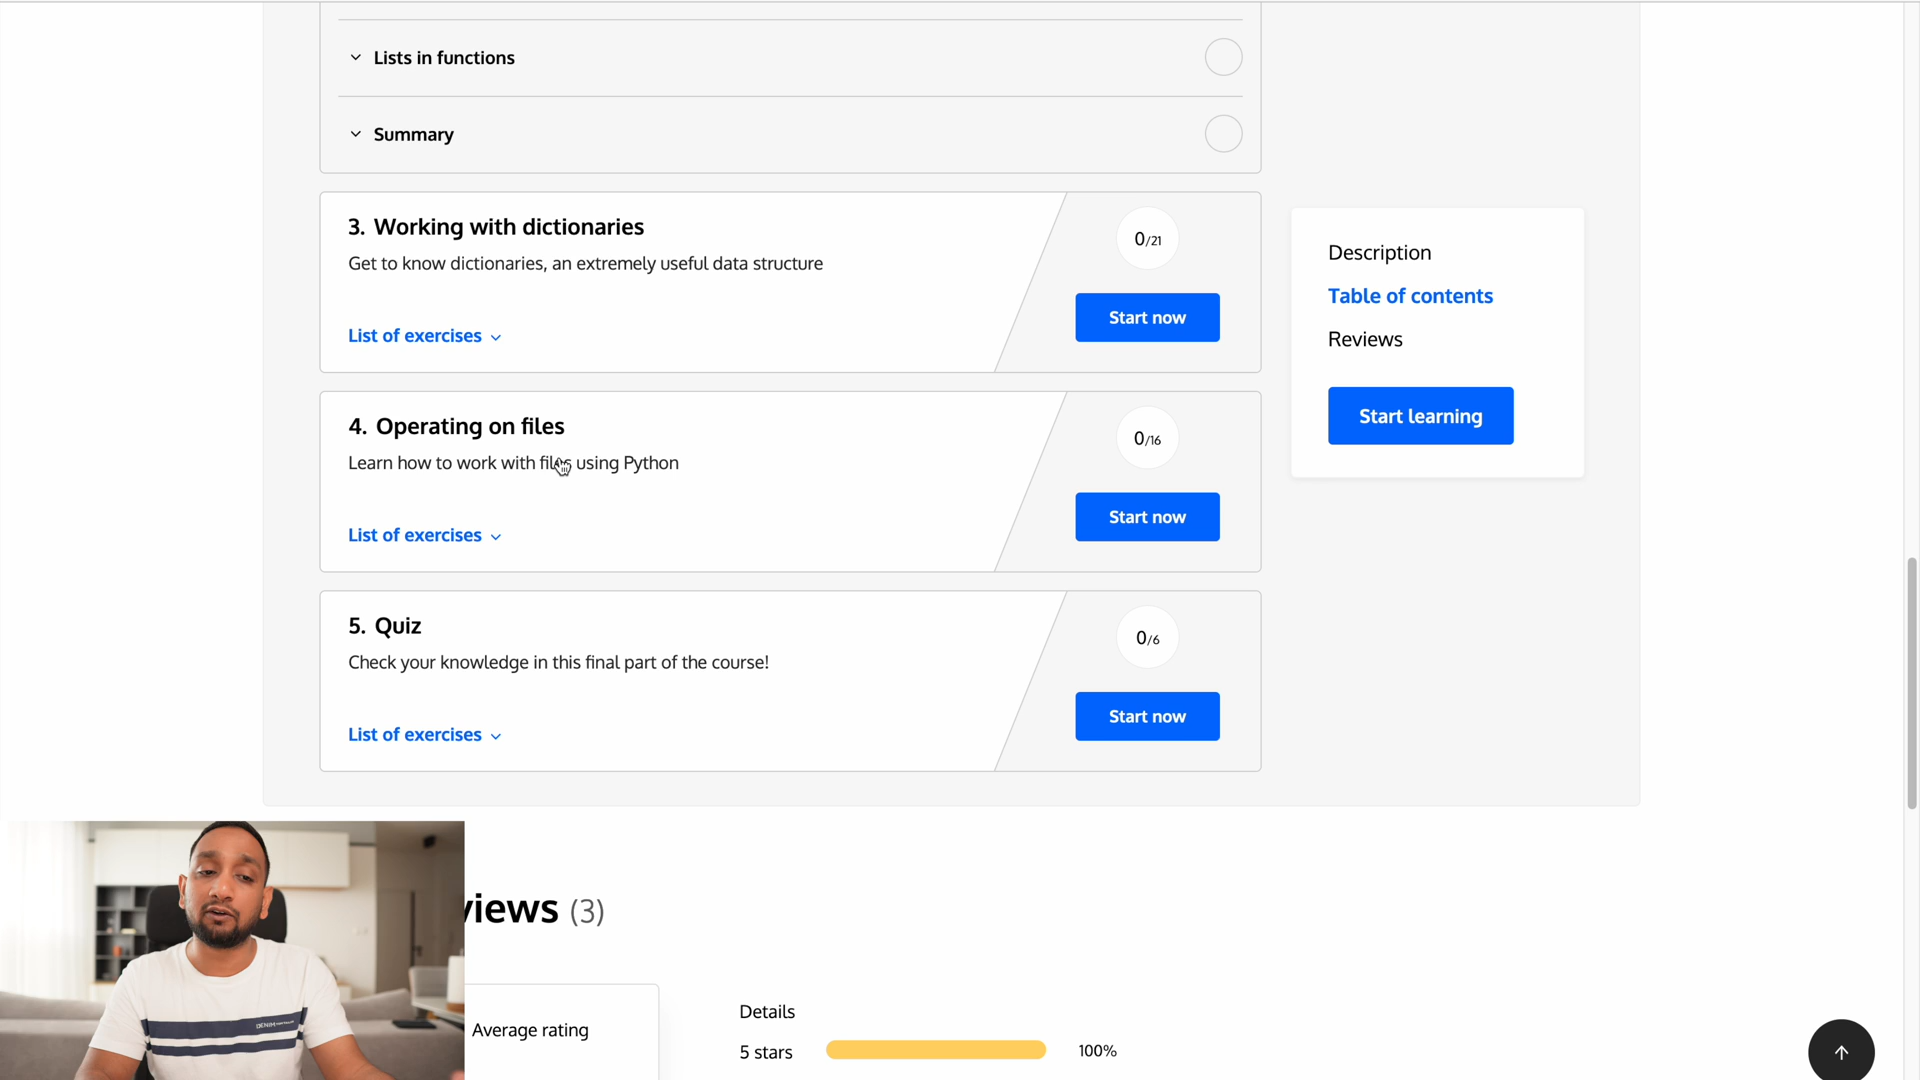 Lists in functions
Summary
3. Working with dictionaries
Get to know dictionaries, an extremely useful data structure
0/21
Start now
List of exercises
Description
Table of contents
Reviews
Start learning
4. Operating on files
Learn how to work with files using Python
0/16
Start now
List of exercises
5. Quiz
Check your knowledge in this final part of the course!
0/6
Start now
List of exercises
views (3)
Average rating
Details
5 stars
100%
DENIM